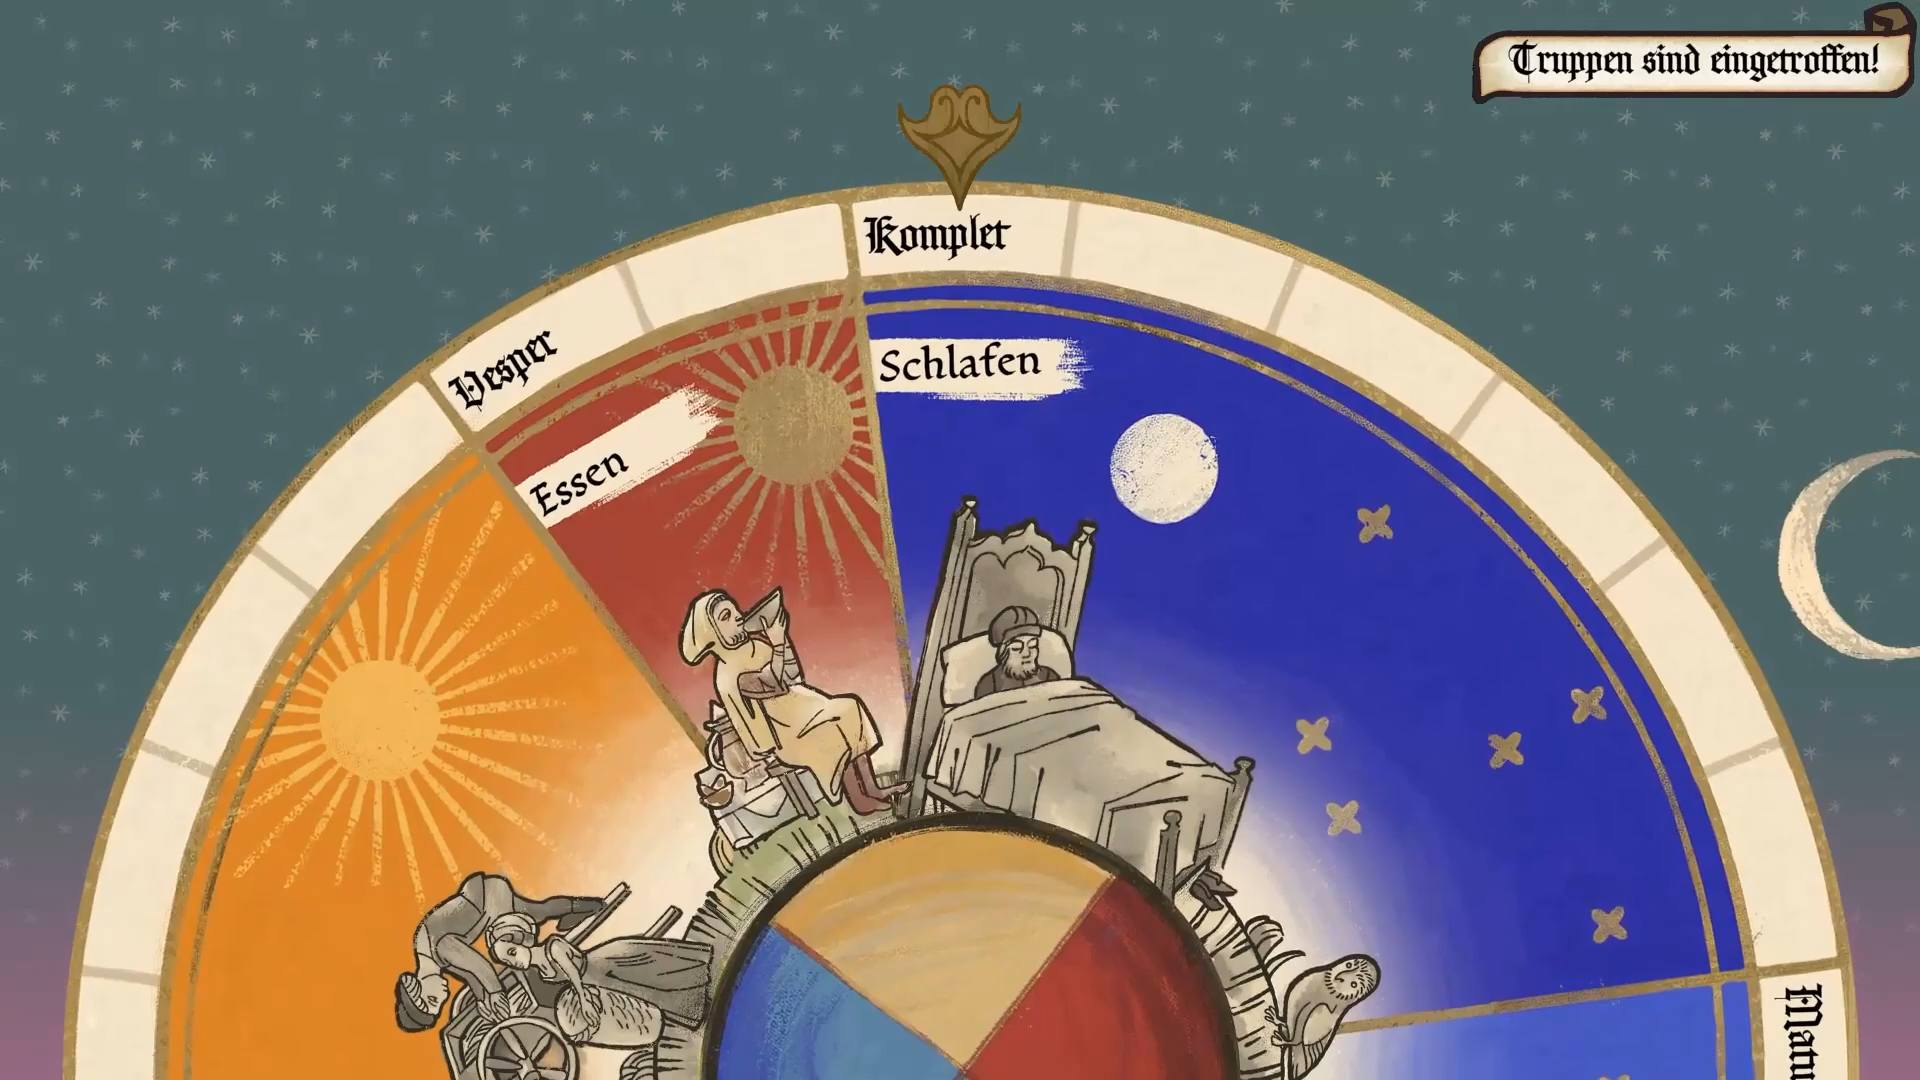 Truppen sind eingetroffen!
Komplet
Vesper
Schlafen
Essen